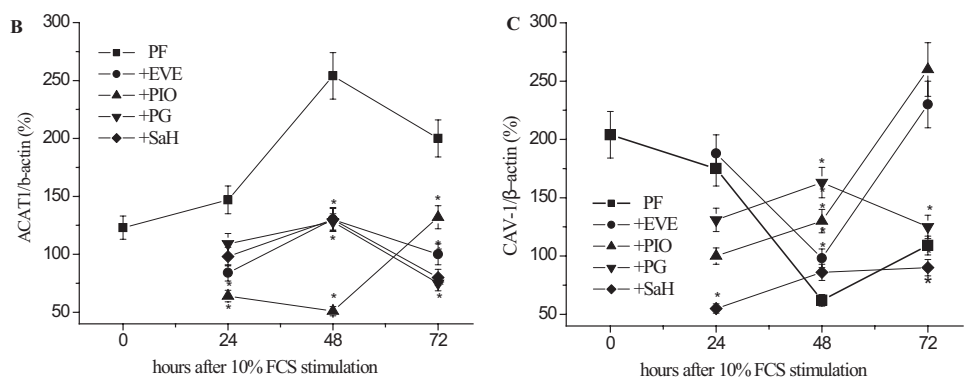 B
ACAT1/b-actin (%)
300
250
200
150
100
50
PF
+EVE
+PIO
+PG
+SaH
* * * * * * * * * *
0 24 48 72
hours after 10% FCS stimulation
C
CAV-1/β–actin (%)
300
250
200
150
100
50
PF
+EVE
+PIO
+PG
+SaH
* * * * * * *
0 24 48 72
hours after 10% FCS stimulation